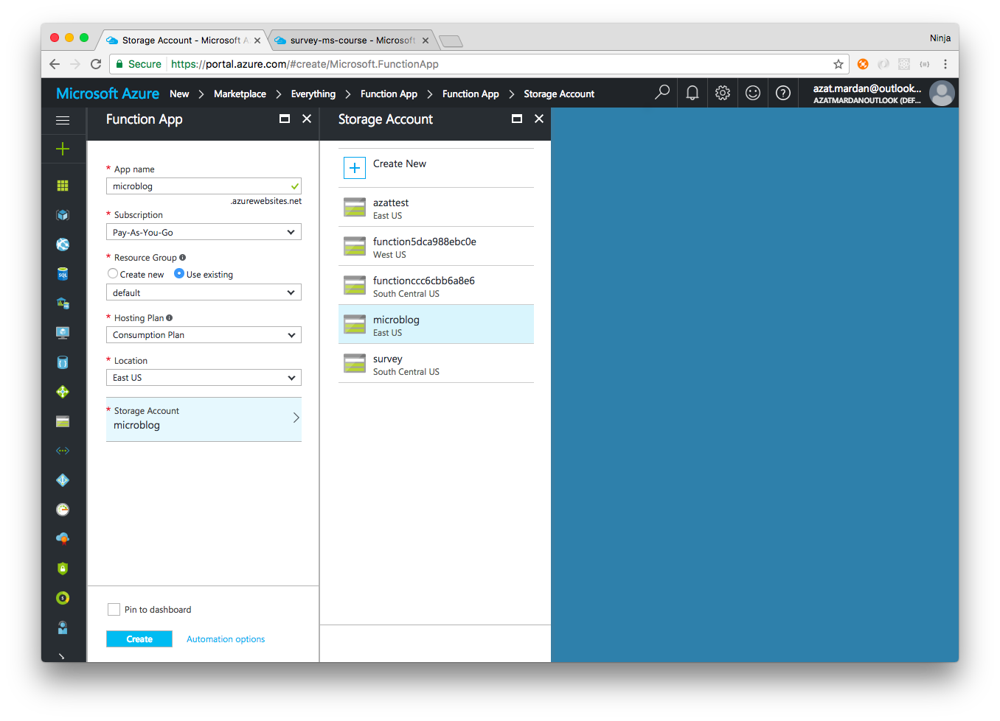 Storage Account - Microsoft A
survey-ms-course - Microsoft
Ninja
Secure
https://portal.azure.com/#create/Microsoft.FunctionApp
Microsoft Azure New Marketplace Everything Function App Function App Storage Account
azat.mardan@outlook...
AZATMARDANOUTLOOK (DEF...
Function App
* App name
microblog
.azurewebsites.net
* Subscription
Pay-As-You-Go
* Resource Group
Create new Use existing
default
* Hosting Plan
Consumption Plan
* Location
East US
* Storage Account
microblog
Pin to dashboard
Create
Automation options
Storage Account
Create New
azattest
East US
function5dca988ebc0e
West US
functionccc6cbb6a8e6
South Central US
microblog
East US
survey
South Central US
SQL